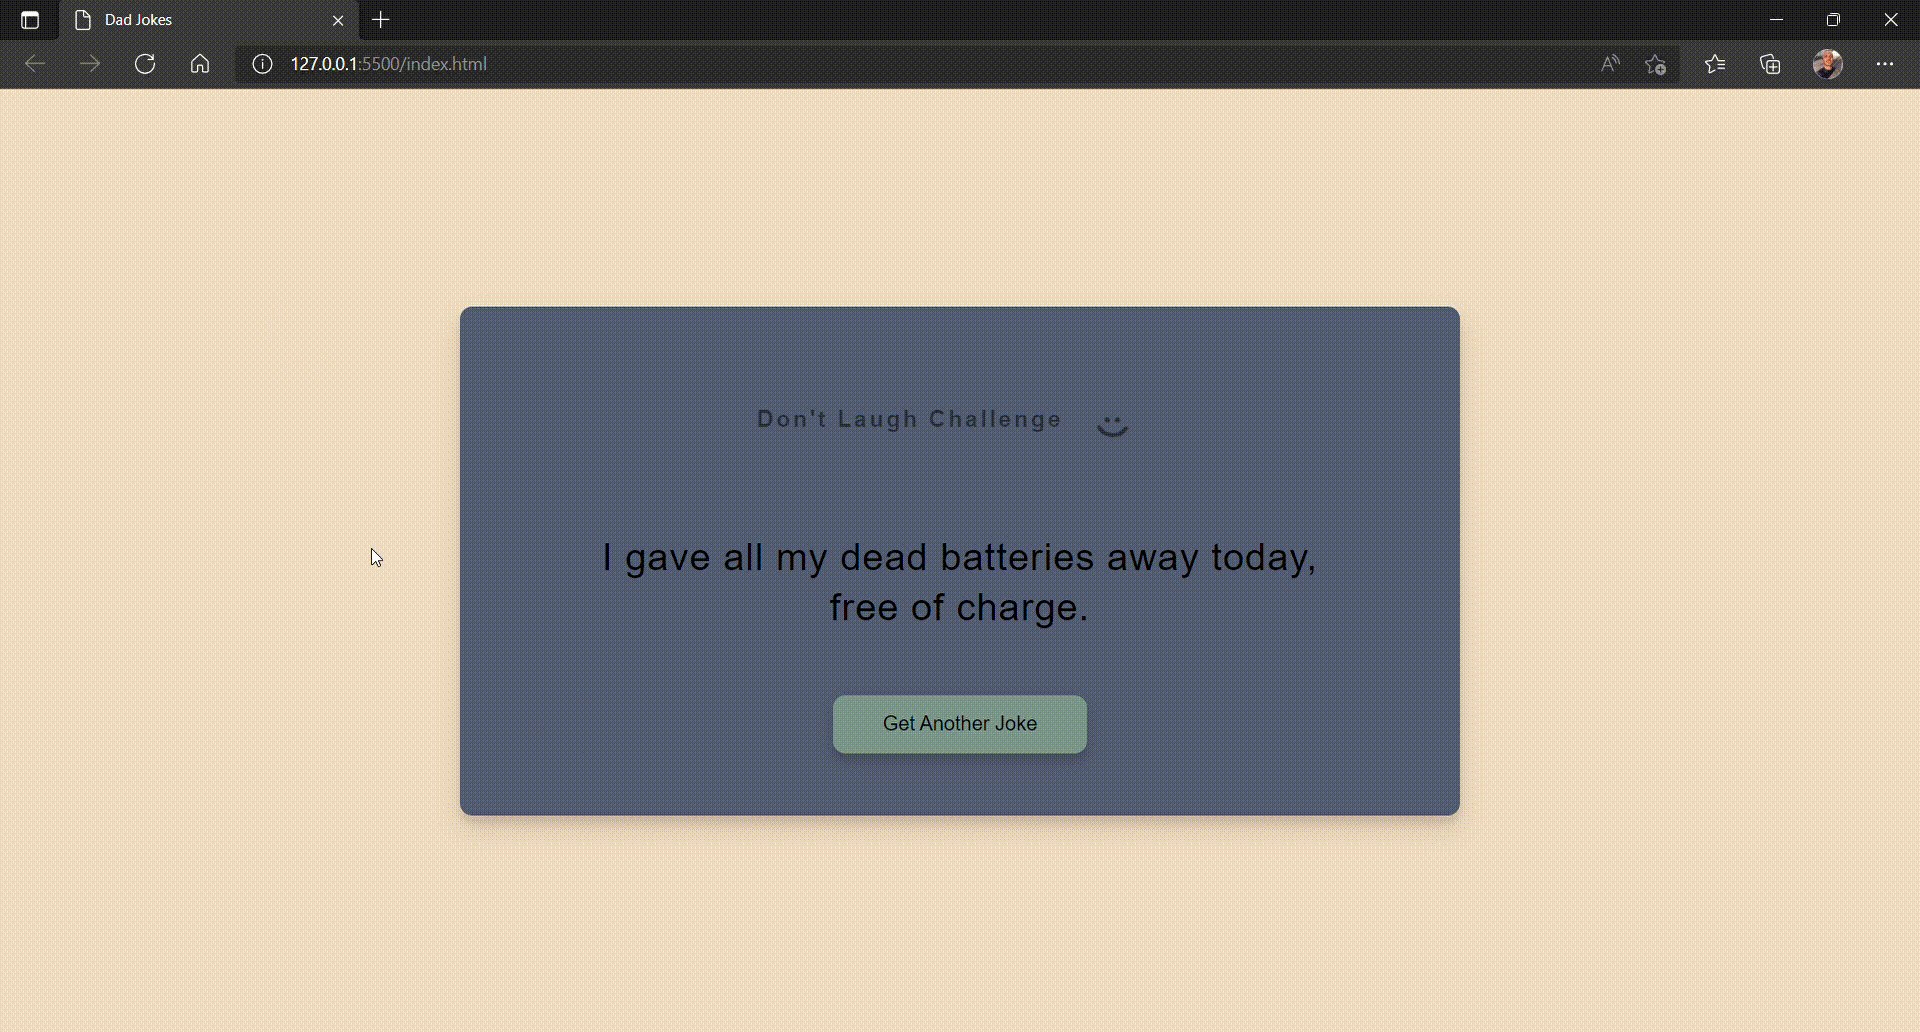 Dad Jokes
127.0.0.1:5500/index.html
Don't Laugh Challenge
I gave all my dead batteries away today,
free of charge.
Get Another Joke